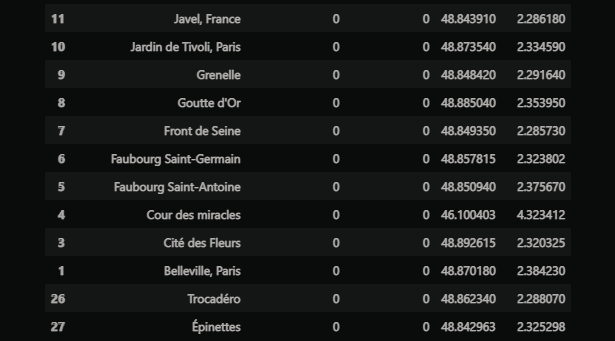 11 Javel, France 0 0 48.843910 2.286180
10 Jardin de Tivoli, Paris 0 0 48.873540 2.334590
9 Grenelle 0 0 48.848420 2.291640
8 Goutte d'Or 0 0 48.885040 2.353950
7 Front de Seine 0 0 48.849350 2.285730
6 Faubourg Saint-Germain 0 0 48.857815 2.323802
5 Faubourg Saint-Antoine 0 0 48.850940 2.375670
4 Cour des miracles 0 0 46.100403 4.323412
3 Cité des Fleurs 0 0 48.892615 2.320325
1 Belleville, Paris 0 0 48.870180 2.384230
26 Trocadéro 0 0 48.862340 2.288070
27 Épinettes 0 0 48.842963 2.325298